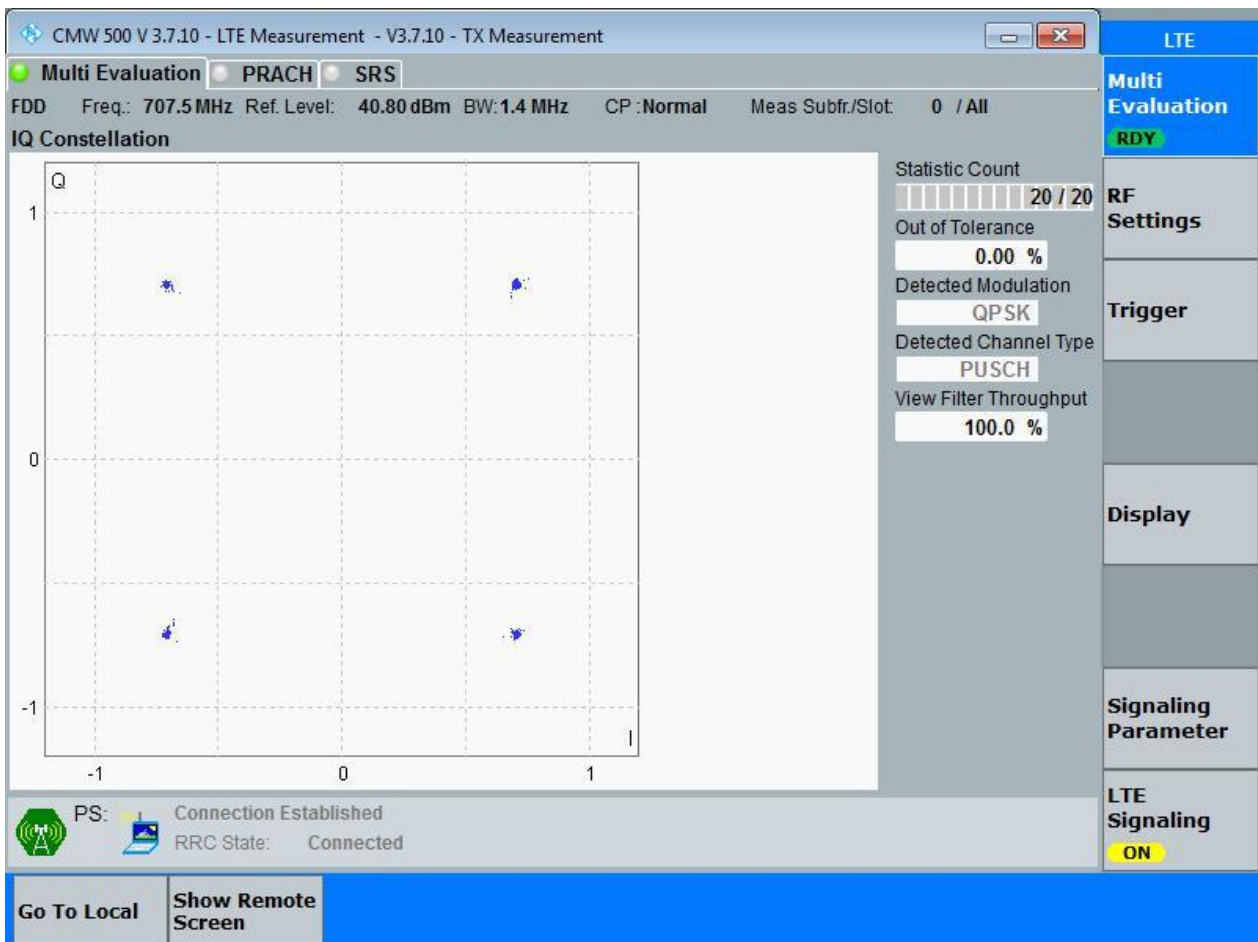 CMW 500 V 3.7.10 - LTE Measurement - V3.7.10 - TX Measurement
LTE
Multi Evaluation PRACH SRS
Multi
Evaluation
RDY
FDD Freq.: 707.5 MHz Ref. Level: 40.80 dBm BW: 1.4 MHz CP : Normal Meas Subfr./Slot: 0 / All
IQ Constellation
Q
1
0
-1
I
-1 0 1
Statistic Count
20 / 20
Out of Tolerance
0.00 %
Detected Modulation
QPSK
Detected Channel Type
PUSCH
View Filter Throughput
100.0 %
RF
Settings
Trigger
Display
Signaling
Parameter
LTE
Signaling
ON
PS: Connection Established
RRC State: Connected
Go To Local
Show Remote
Screen